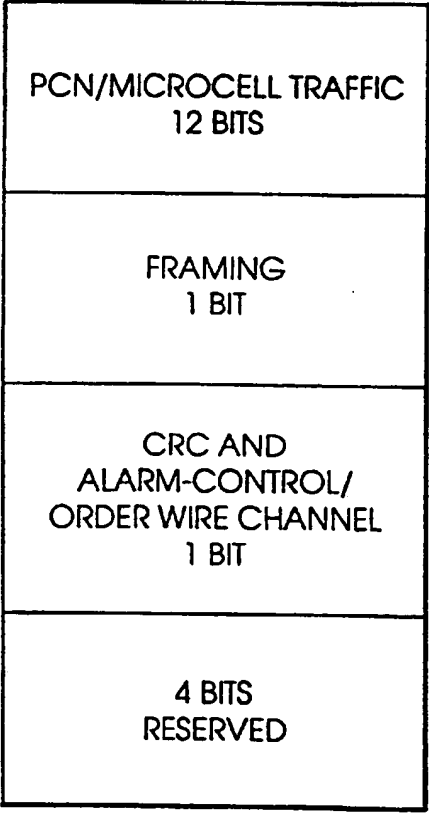 PCN/MICROCELL TRAFFIC
12 BITS
FRAMING
1 BIT
CRC AND
ALARM-CONTROL/
ORDER WIRE CHANNEL
1 BIT
4 BITS
RESERVED